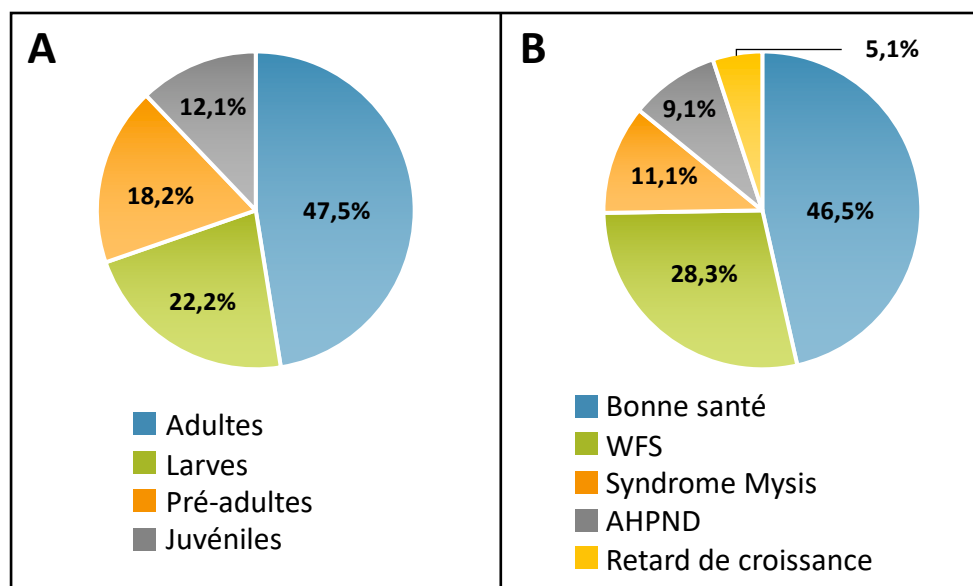 A
12,1%
18,2%
47,5%
22,2%
Adultes
Larves
Pré-adultes
Juvéniles
B
5,1%
9,1%
11,1%
46,5%
28,3%
Bonne santé
WFS
Syndrome Mysis
AHPND
Retard de croissance